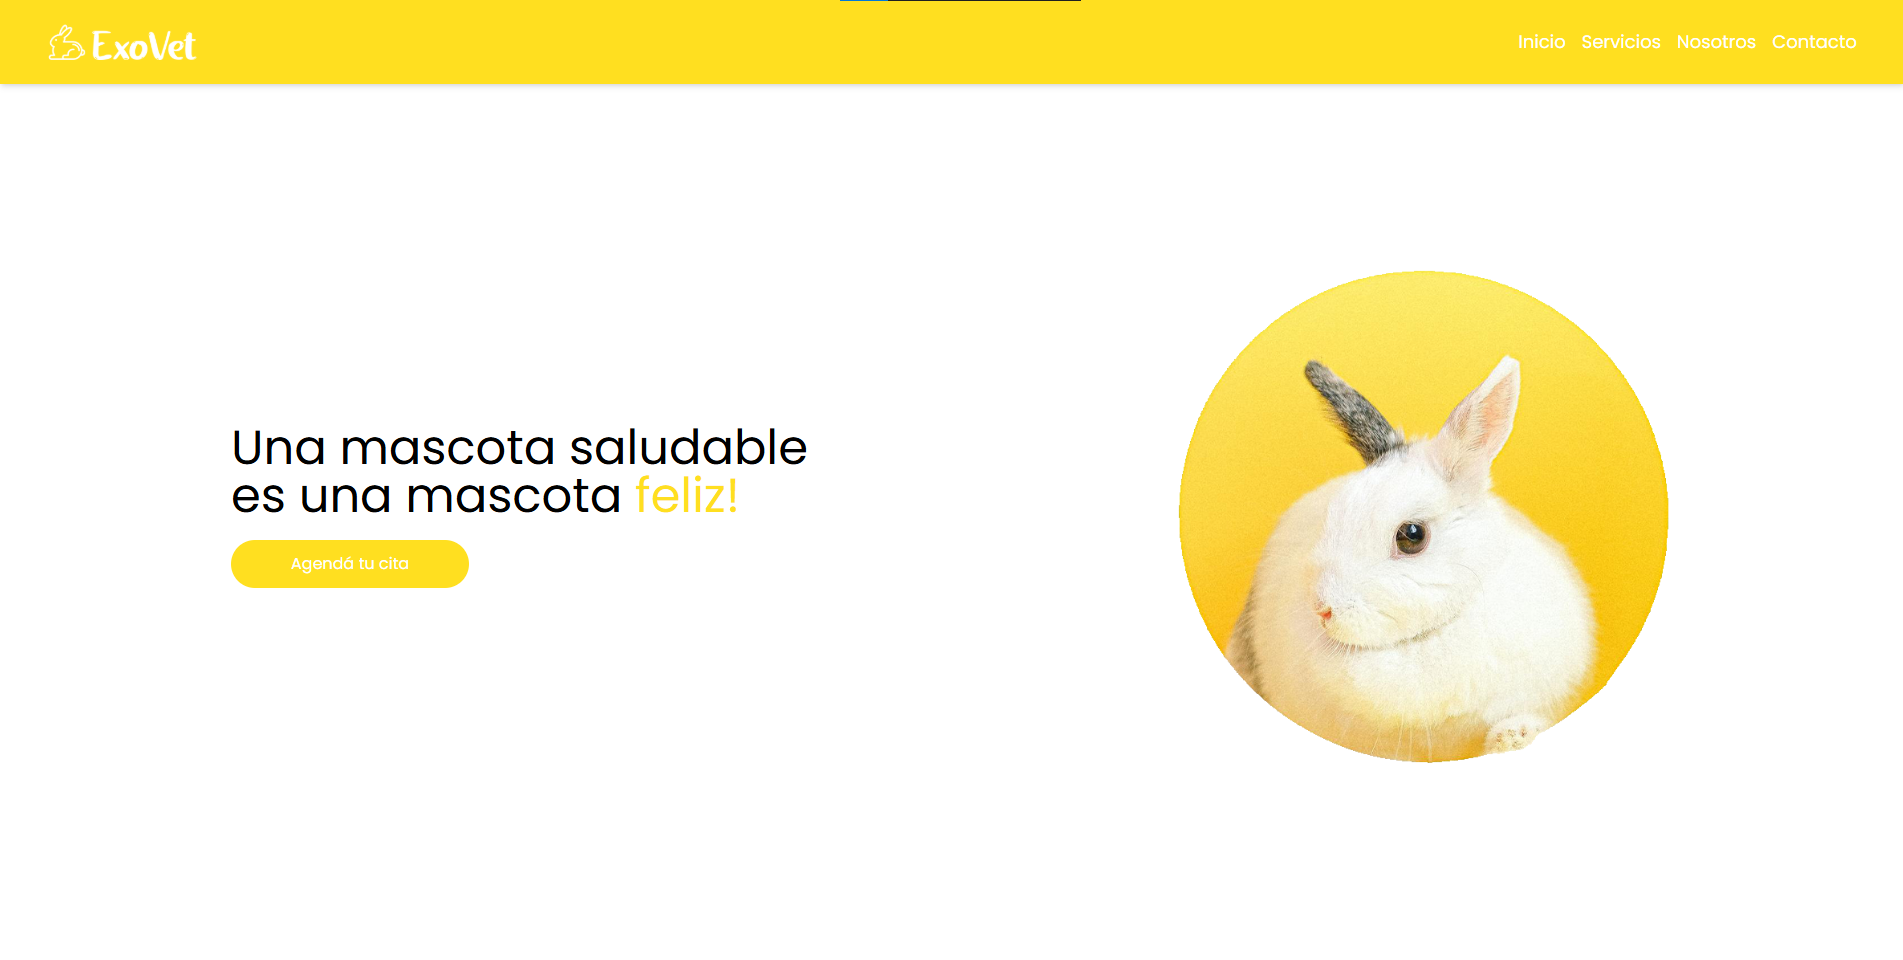 ExoVet
Inicio Servicios Nosotros Contacto
Una mascota saludable
es una mascota feliz!
Agendá tu cita